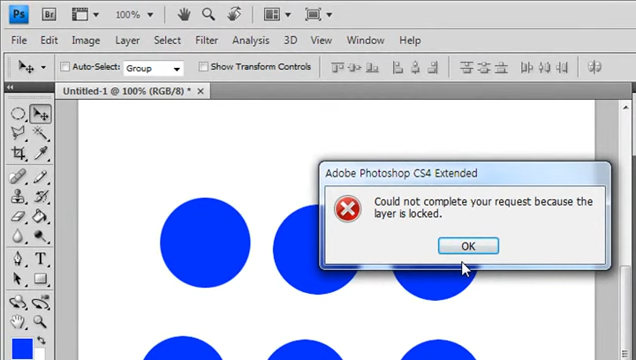 Ps Br 100%
File Edit Image Layer Select Filter Analysis 3D View Window Help
Auto-Select: Group Show Transform Controls
Untitled-1 @ 100% (RGB/8) *
Adobe Photoshop CS4 Extended
Could not complete your request because the
layer is locked.
OK
T